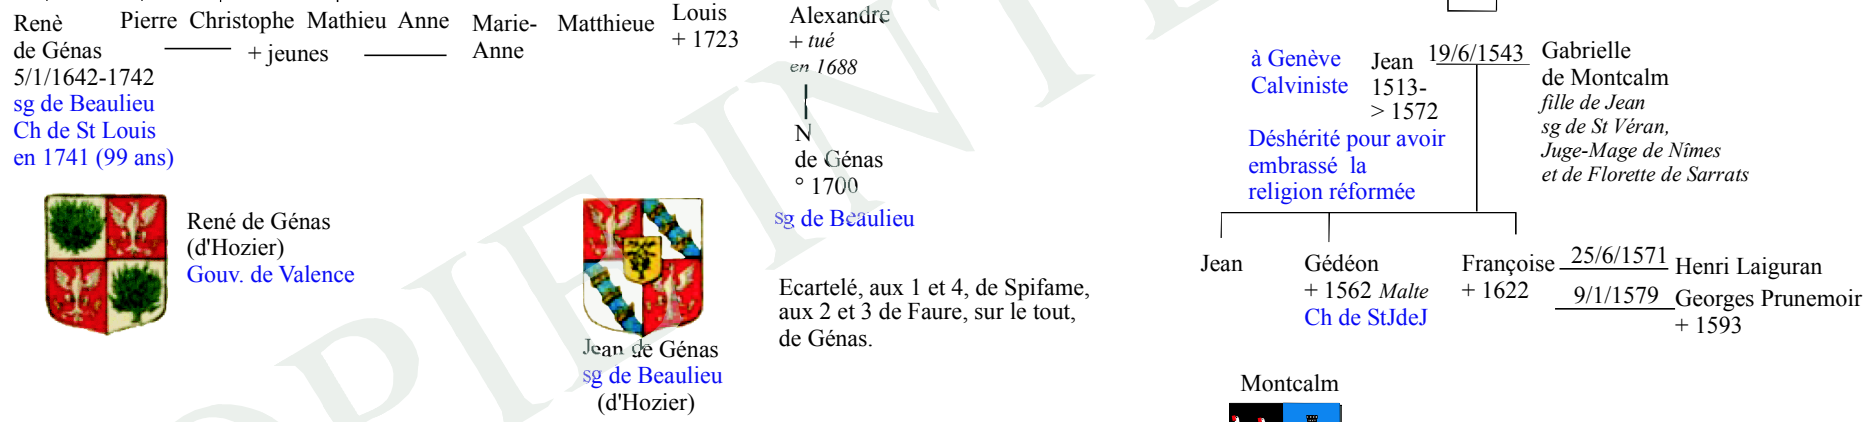 Renè
de Génas
5/1/1642-1742
sg de Beaulieu
Ch de St Louis
en 1741 (99 ans)
Pierre Christophe Mathieu Anne
+ jeunes
Marie-
Anne
Matthieue
Louis
+ 1723
Alexandre
+ tué
en 1688
N
de Génas
° 1700
sg de Beaulieu
René de Génas
(d'Hozier)
Gouv. de Valence
Jean de Génas
sg de Beaulieu
(d'Hozier)
Ecartelé, aux 1 et 4, de Spifame,
aux 2 et 3 de Faure, sur le tout,
de Génas.
à Genève
Calviniste
Déshérité pour avoir
embrassé la
religion réformée
Jean
1513-
> 1572
19/6/1543
Gabrielle
de Montcalm
fille de Jean
sg de St Véran,
Juge-Mage de Nîmes
et de Florette de Sarrats
Jean
Gédéon
+ 1562 Malte
Ch de StJdeJ
Françoise
+ 1622
25/6/1571
Henri Laiguran
9/1/1579
Georges Prunemoir
+ 1593
Montcalm